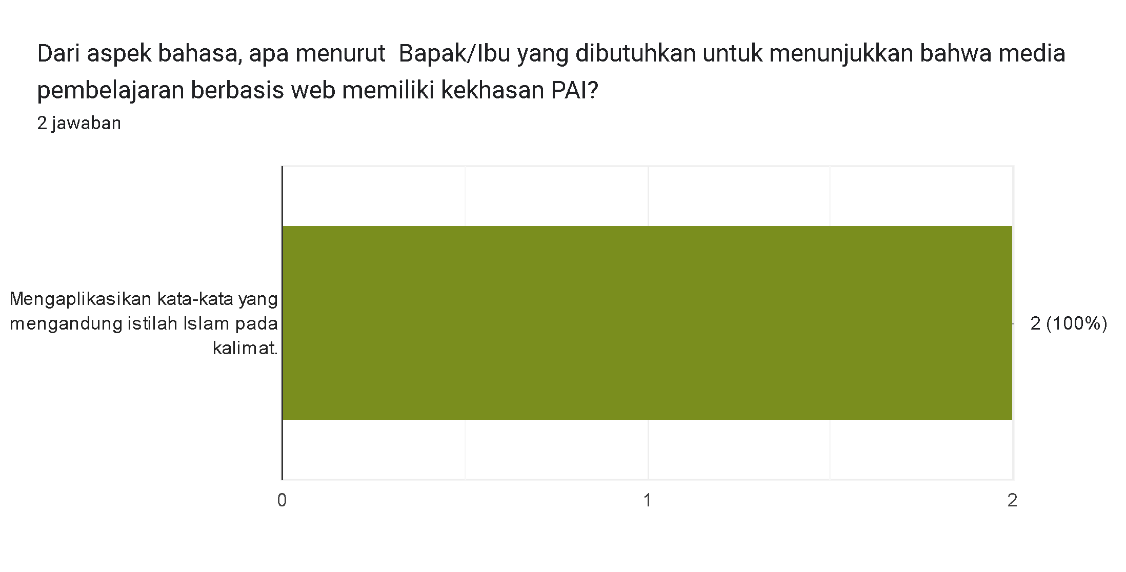 Dari aspek bahasa, apa menurut  Bapak/Ibu yang dibutuhkan untuk menunjukkan bahwa media
pembelajaran berbasis web memiliki kekhasan PAI?
2 jawaban
Mengaplikasikan kata-kata yang
mengandung istilah Islam pada
kalimat.
2 (100%)
0
1
2